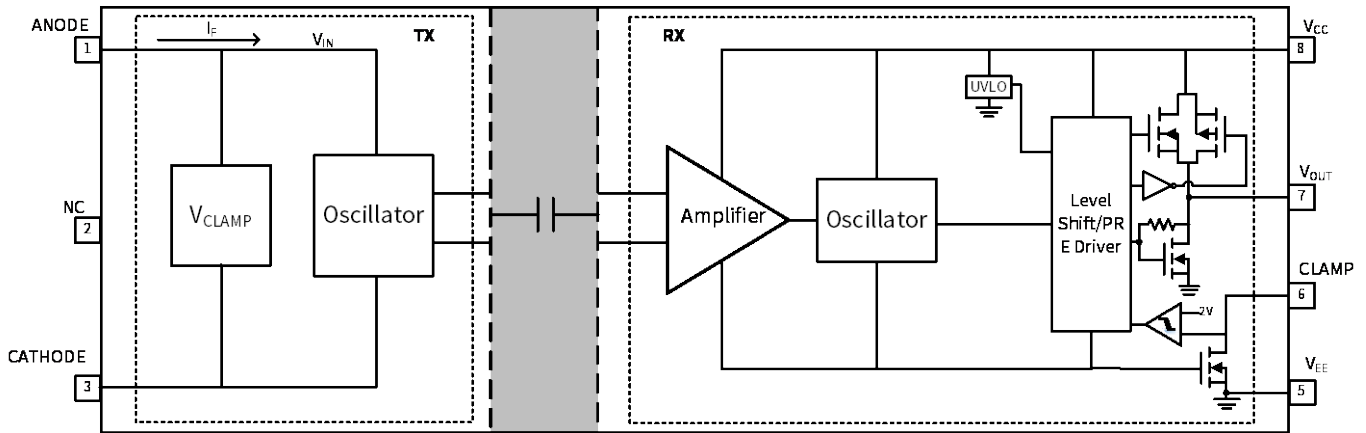 ANODE
1
I_F
V_IN
TX
RX
V_CC
8
UVLO
NC
2
V_CLAMP
Oscillator
Amplifier
Oscillator
Level
Shift/PR
E Driver
V_OUT
7
CLAMP
6
2V
CATHODE
3
V_EE
5